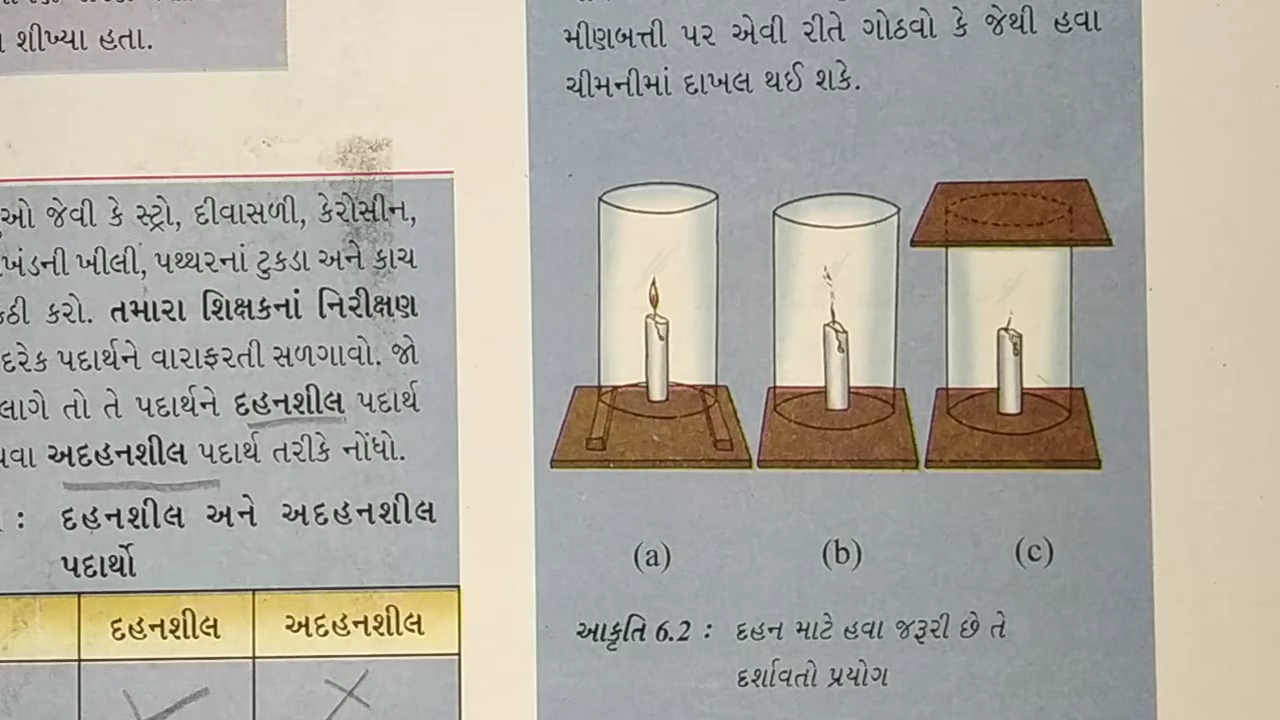 શીખ્યા હતા.
જેવી કે સ્ટ્રો, દીવાસળી, કેરોસીન,
ખીલી, પથ્થરનાં ટુકડા અને કાચ
કરો. તમારા શિક્ષકનાં નિરીક્ષણ
દરેક પદાર્થને વારાફરતી સળગાવો. જો
લાગે તો તે પદાર્થને દહનશીલ પદાર્થ
અદહનશીલ પદાર્થ તરીકે નોંધો.
: દહનશીલ અને અદહનશીલ
પદાર્થો
દહનશીલ અદહનશીલ
મીણબત્તી પર એવી રીતે ગોઠવો કે જેથી હવા
ચીમનીમાં દાખલ થઈ શકે.
(a) (b) (c)
આકૃતિ 6.2 : દહન માટે હવા જરૂરી છે તે
દર્શાવતો પ્રયોગ